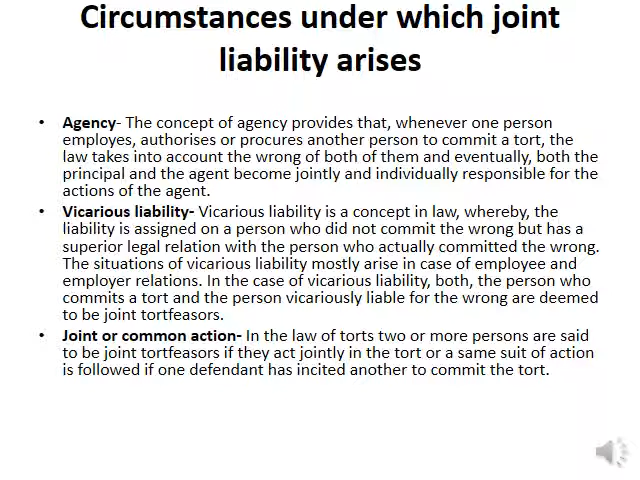 Circumstances under which joint
liability arises
• Agency- The concept of agency provides that, whenever one person
employes, authorises or procures another person to commit a tort, the
law takes into account the wrong of both of them and eventually, both the
principal and the agent become jointly and individually responsible for the
actions of the agent.
• Vicarious liability- Vicarious liability is a concept in law, whereby, the
liability is assigned on a person who did not commit the wrong but has a
superior legal relation with the person who actually committed the wrong.
The situations of vicarious liability mostly arise in case of employee and
employer relations. In the case of vicarious liability, both, the person who
commits a tort and the person vicariously liable for the wrong are deemed
to be joint tortfeasors.
• Joint or common action- In the law of torts two or more persons are said
to be joint tortfeasors if they act jointly in the tort or a same suit of action
is followed if one defendant has incited another to commit the tort.